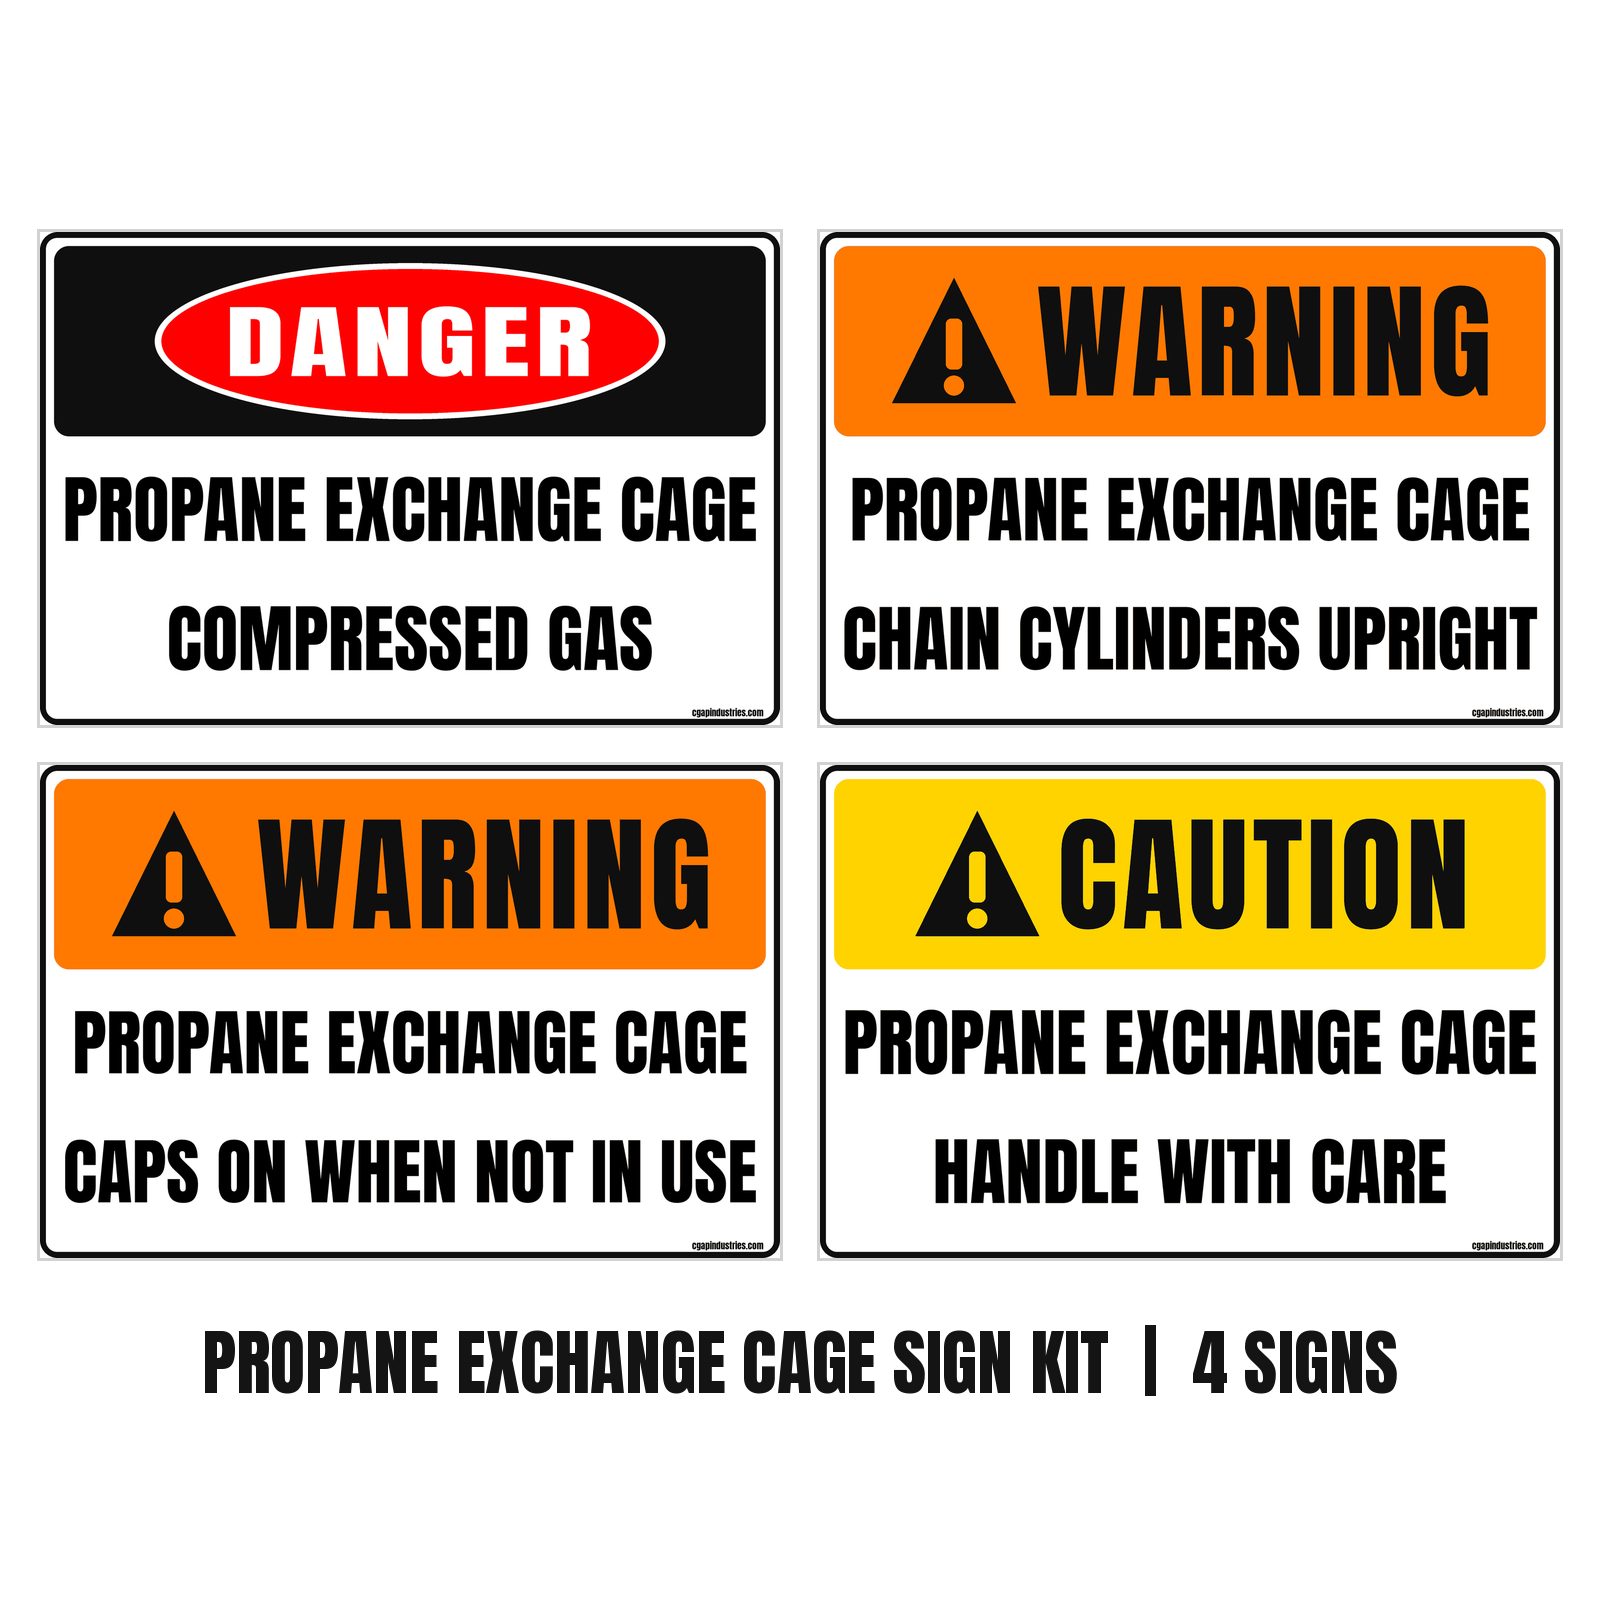 DANGER
PROPANE EXCHANGE CAGE
COMPRESSED GAS
cgapindustries.com
WARNING
PROPANE EXCHANGE CAGE
CHAIN CYLINDERS UPRIGHT
cgapindustries.com
WARNING
PROPANE EXCHANGE CAGE
CAPS ON WHEN NOT IN USE
cgapindustries.com
CAUTION
PROPANE EXCHANGE CAGE
HANDLE WITH CARE
cgapindustries.com
PROPANE EXCHANGE CAGE SIGN KIT | 4 SIGNS